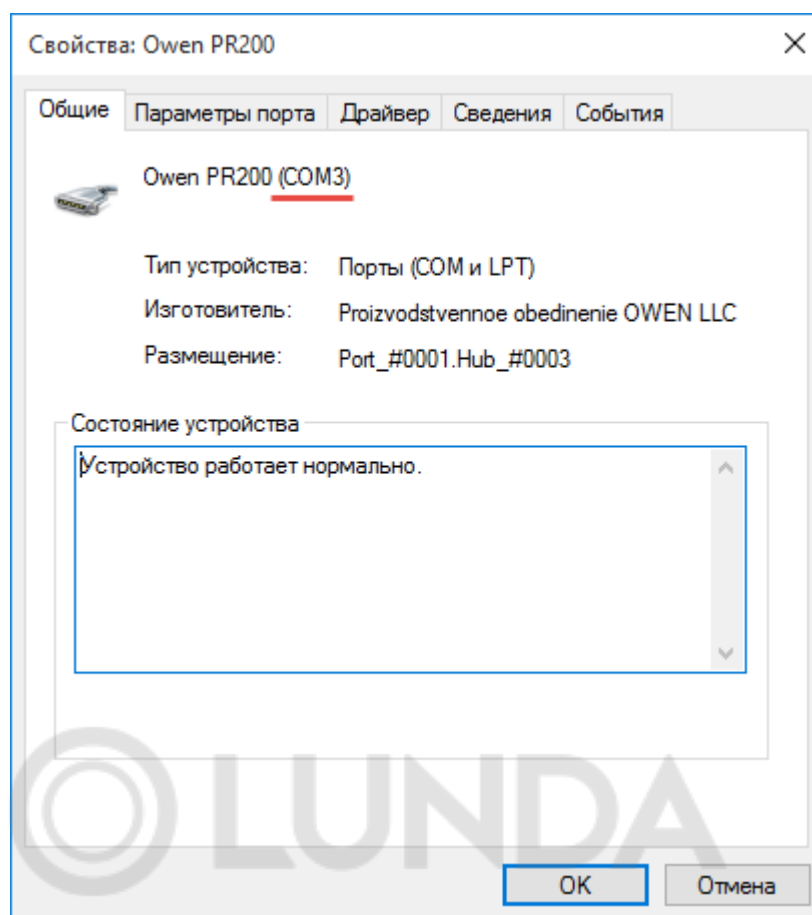 Свойства: Owen PR200
Общие Параметры порта Драйвер Сведения События
Owen PR200 (COM3)
Тип устройства: Порты (COM и LPT)
Изготовитель: Proizvodstvennoe obedinenie OWEN LLC
Размещение: Port_#0001.Hub_#0003
Состояние устройства
Устройство работает нормально.
LUNDA
OK Отмена